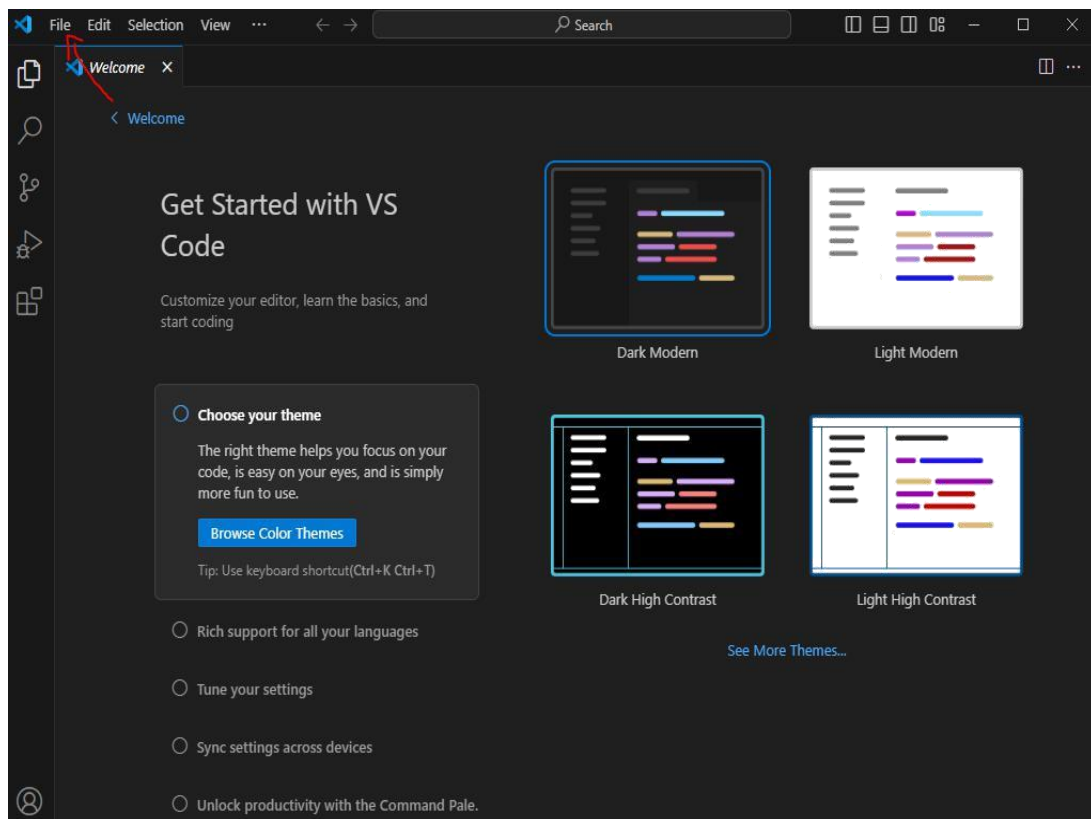 File Edit Selection View ··· Search
Welcome
Welcome
Get Started with VS
Code
Customize your editor, learn the basics, and
start coding
Choose your theme
The right theme helps you focus on your
code, is easy on your eyes, and is simply
more fun to use.
Browse Color Themes
Tip: Use keyboard shortcut(Ctrl+K Ctrl+T)
Rich support for all your languages
Tune your settings
Sync settings across devices
Unlock productivity with the Command Pale.
Dark Modern
Light Modern
Dark High Contrast
Light High Contrast
See More Themes...